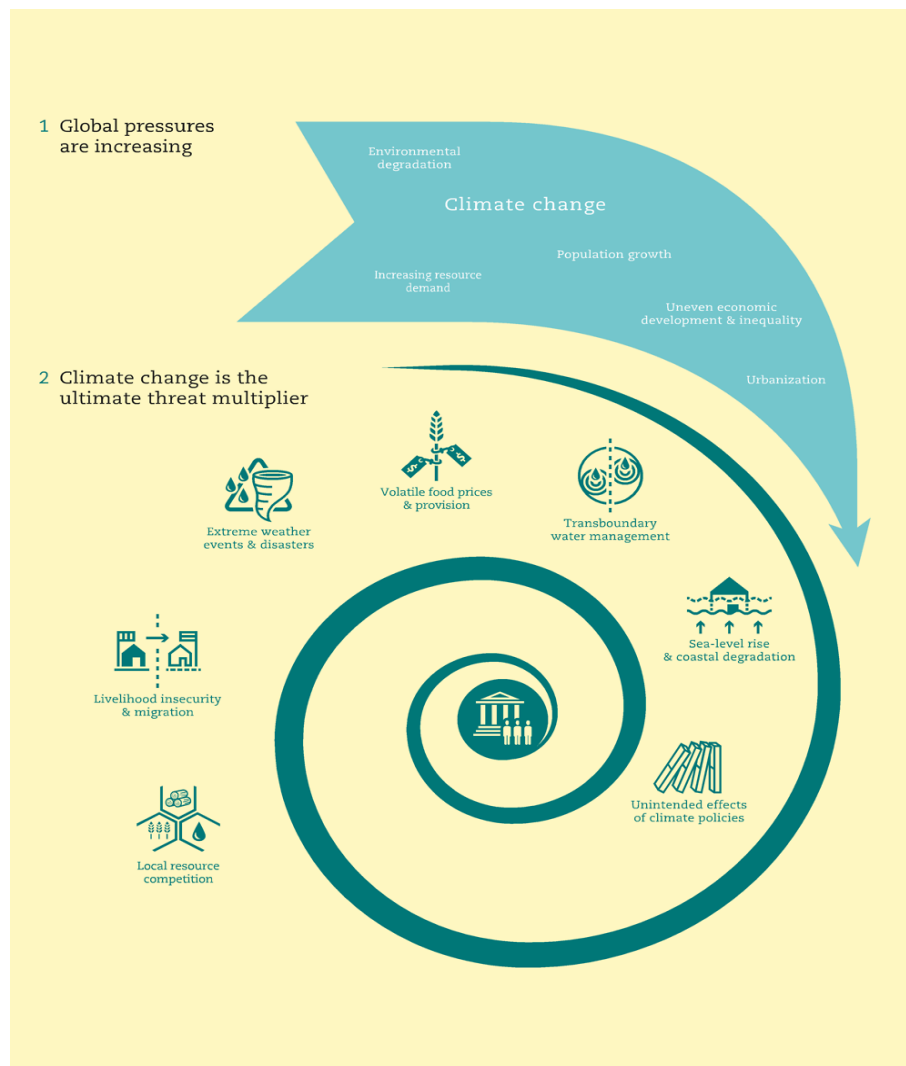 1 Global pressures
are increasing
Environmental
degradation
Climate change
Population growth
Increasing resource
demand
Uneven economic
development & inequality
Urbanization
2 Climate change is the
ultimate threat multiplier
Volatile food prices
& provision
Extreme weather
events & disasters
Transboundary
water management
Sea-level rise
& coastal degradation
Livelihood insecurity
& migration
Unintended effects
of climate policies
Local resource
competition